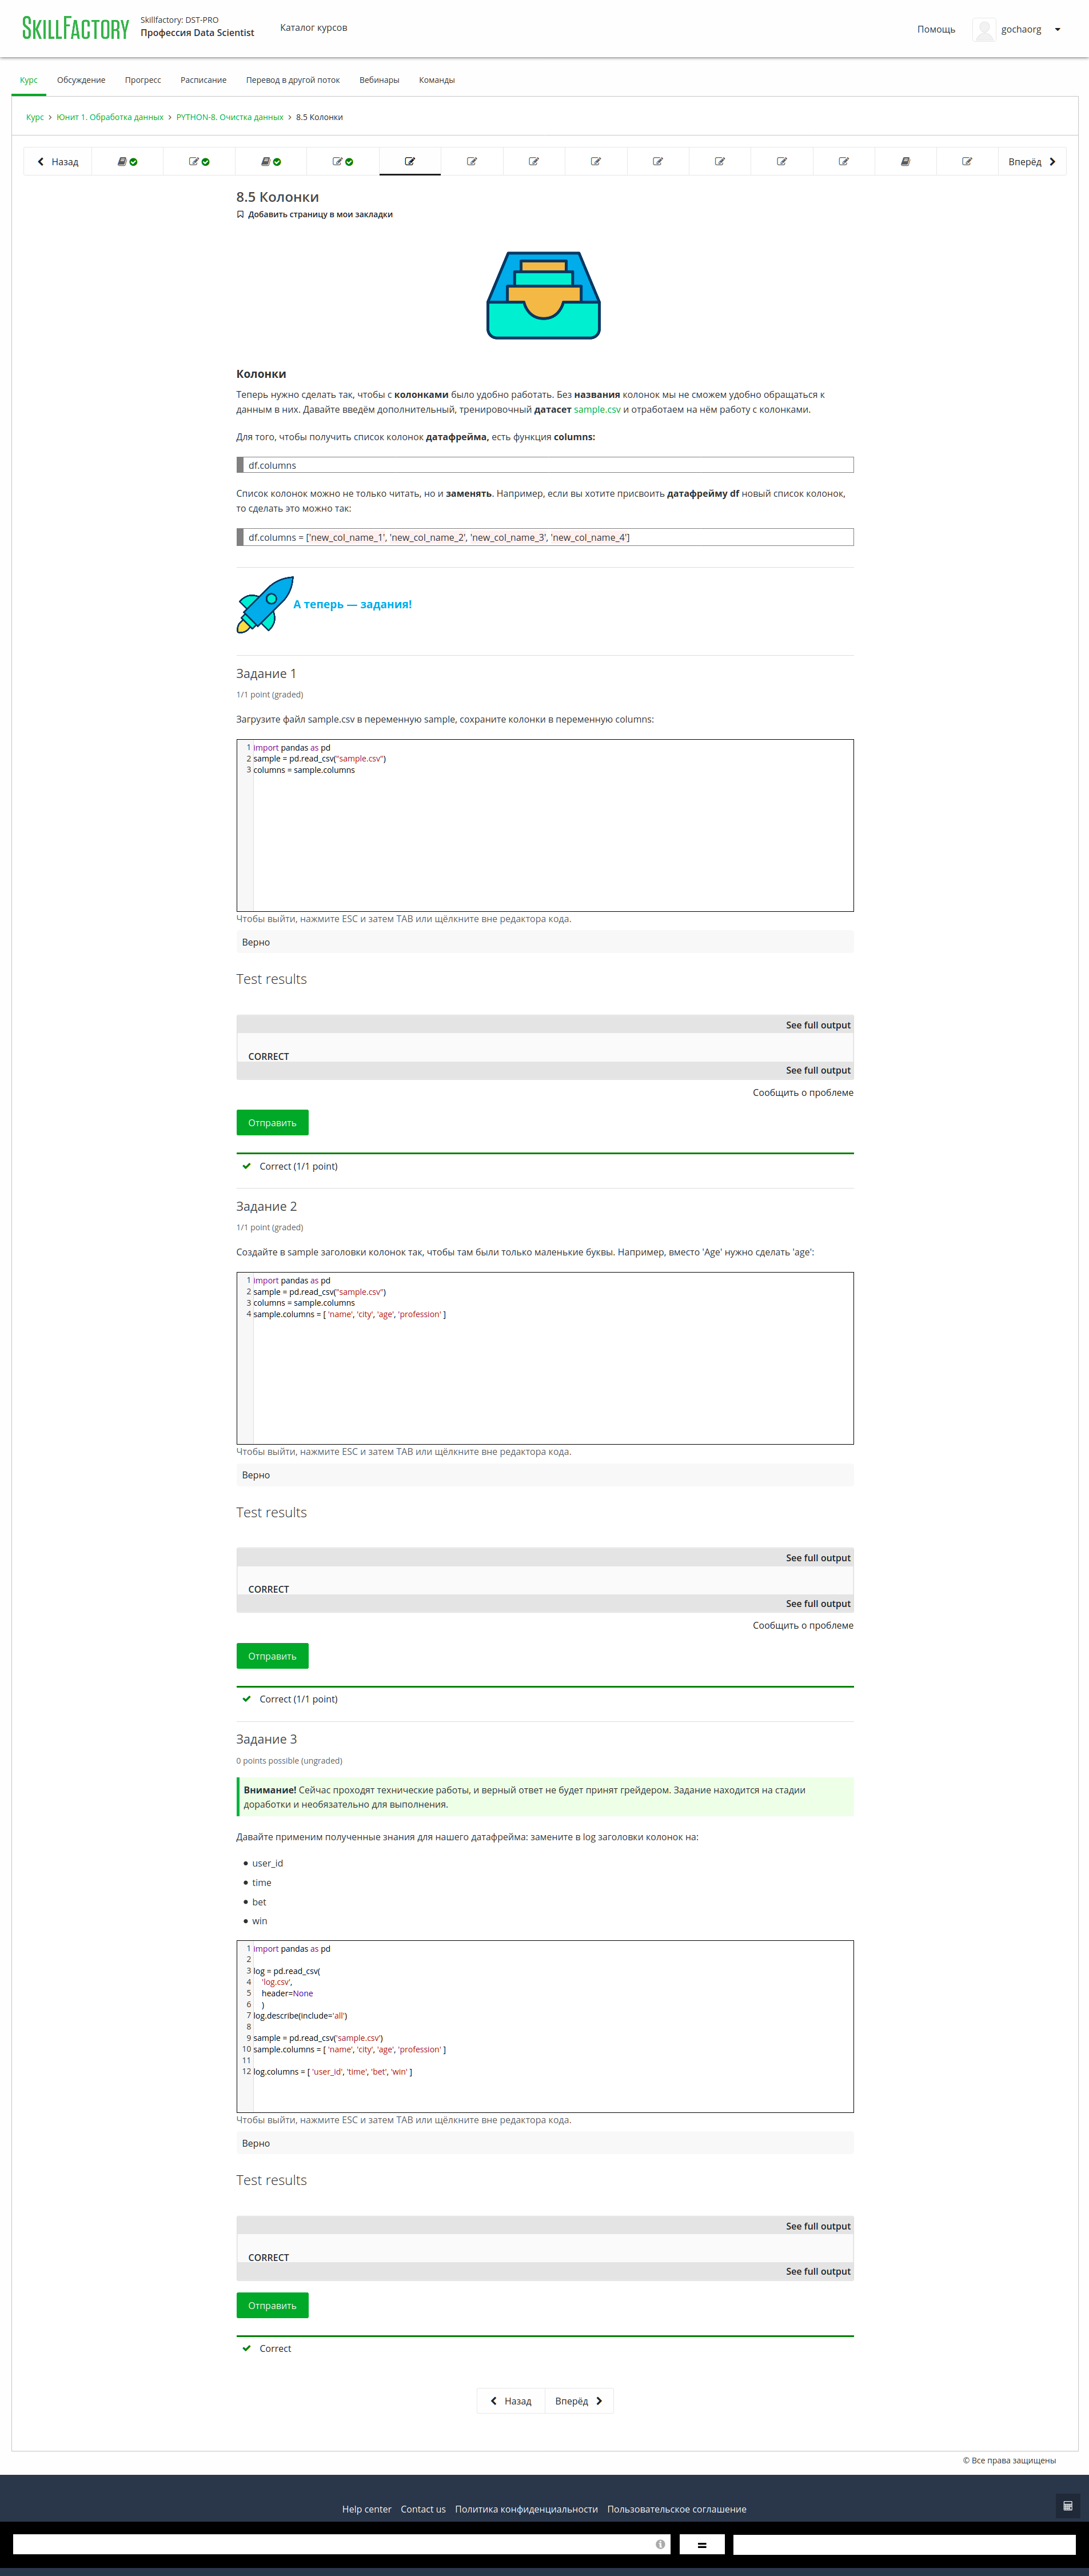 SKILLFACTORY
Skillfactory: DST-PRO
Профессия Data Scientist
Каталог курсов
Помощь
gochaorg
Курс
Обсуждение
Прогресс
Расписание
Перевод в другой поток
Вебинары
Команды
Курс > Юнит 1. Обработка данных > PYTHON-8. Очистка данных > 8.5 Колонки
Назад
Вперёд
8.5 Колонки
Добавить страницу в мои закладки
Колонки
Теперь нужно сделать так, чтобы с колонками было удобно работать. Без названия колонок мы не сможем удобно обращаться к
данным в них. Давайте введём дополнительный, тренировочный датасет sample.csv и отработаем на нём работу с колонками.
Для того, чтобы получить список колонок датафрейма, есть функция columns:
df.columns
Список колонок можно не только читать, но и заменять. Например, если вы хотите присвоить датафрейму df новый список колонок,
то сделать это можно так:
df.columns = ['new_col_name_1', 'new_col_name_2', 'new_col_name_3', 'new_col_name_4']
А теперь — задания!
Задание 1
1/1 point (graded)
Загрузите файл sample.csv в переменную sample, сохраните колонки в переменную columns:
1 import pandas as pd
2 sample = pd.read_csv("sample.csv")
3 columns = sample.columns
Чтобы выйти, нажмите ESC и затем TAB или щёлкните вне редактора кода.
Верно
Test results
See full output
CORRECT
See full output
Сообщить о проблеме
Отправить
Correct (1/1 point)
Задание 2
1/1 point (graded)
Создайте в sample заголовки колонок так, чтобы там были только маленькие буквы. Например, вместо 'Age' нужно сделать 'age':
1 import pandas as pd
2 sample = pd.read_csv("sample.csv")
3 columns = sample.columns
4 sample.columns = [ 'name', 'city', 'age', 'profession' ]
Чтобы выйти, нажмите ESC и затем TAB или щёлкните вне редактора кода.
Верно
Test results
See full output
CORRECT
See full output
Сообщить о проблеме
Отправить
Correct (1/1 point)
Задание 3
0 points possible (ungraded)
Внимание! Сейчас проходят технические работы, и верный ответ не будет принят грейдером. Задание находится на стадии
доработки и необязательно для выполнения.
Давайте применим полученные знания для нашего датафрейма: замените в log заголовки колонок на:
user_id
time
bet
win
1 import pandas as pd
2
3 log = pd.read_csv(
4 'log.csv',
5 header=None
6 )
7 log.describe(include='all')
8
9 sample = pd.read_csv('sample.csv')
10 sample.columns = [ 'name', 'city', 'age', 'profession' ]
11
12 log.columns = [ 'user_id', 'time', 'bet', 'win' ]
Чтобы выйти, нажмите ESC и затем TAB или щёлкните вне редактора кода.
Верно
Test results
See full output
CORRECT
See full output
Отправить
Correct
Назад
Вперёд
© Все права защищены
Help center
Contact us
Политика конфиденциальности
Пользовательское соглашение
=